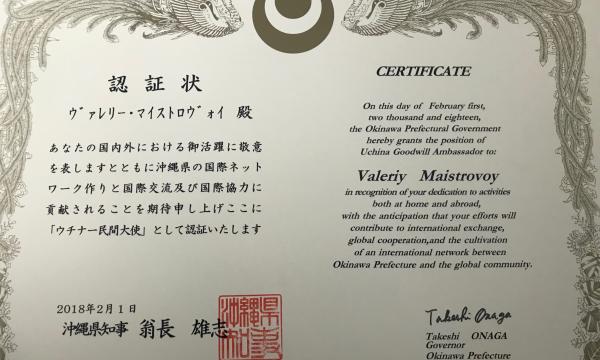 認証状
ヴァレリー・マイストロヴォイ 殿
あなたの国内外における御活躍に敬意
を表しますとともに沖縄県の国際ネット
ワーク作りと国際交流及び国際協力に
貢献されることを期待申し上げここに
「ウチナー民間大使」として認証いたします
2018年2月1日
沖縄県知事 翁長 雄志
沖縄県
知事
CERTIFICATE
On this day of February first,
two thousand and eighteen,
the Okinawa Prefectural Government
hereby grants the position of
Uchina Goodwill Ambassador to:
Valeriy Maistrovoy
in recognition of your dedication to activities
both at home and abroad,
with the anticipation that your efforts will
contribute to international exchange,
global cooperation,and the cultivation
of an international network between
Okinawa Prefecture and the global community.
Takeshi Onaga
Takeshi ONAGA
Governor
Okinawa Prefecture